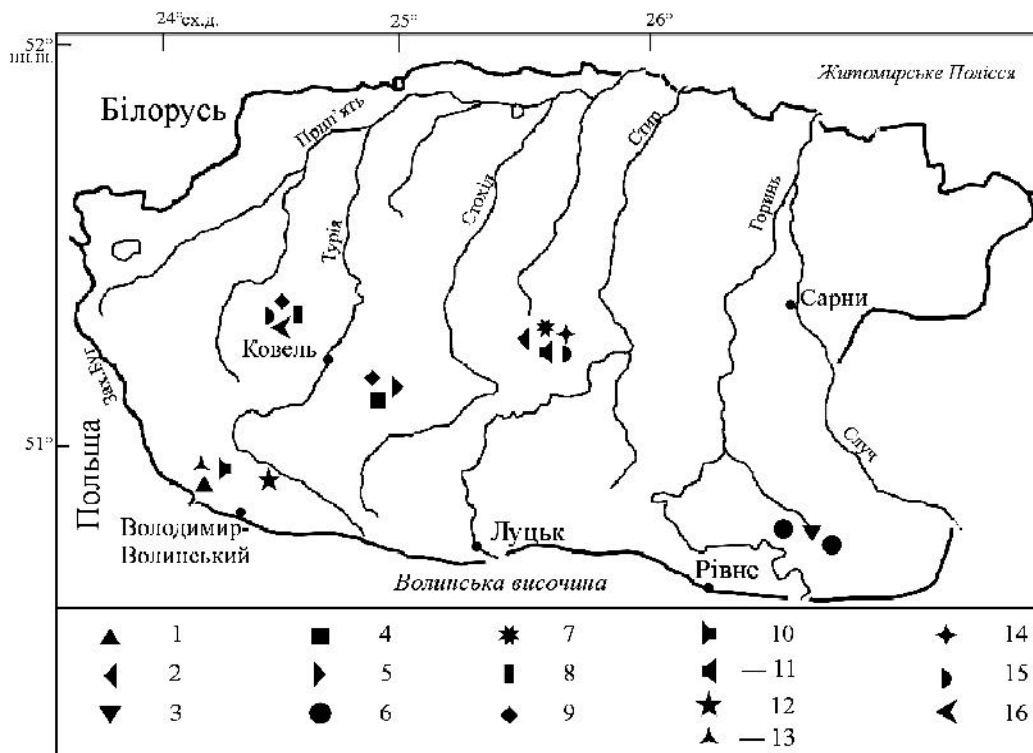 24° сх.д.
25°
26°
52°
пн.ш.
Житомирське Полісся
Білорусь
Прип'ять
Стир
Стохід
Турія
Горинь
Сарни
Ковель
Зах.Буг
Польща
51°
Случ
Володимир-
Волинський
Луцьк
Рівне
Волинська височина
1
4
7
10
14
2
5
8
— 11
15
3
6
9
12
16
— 13